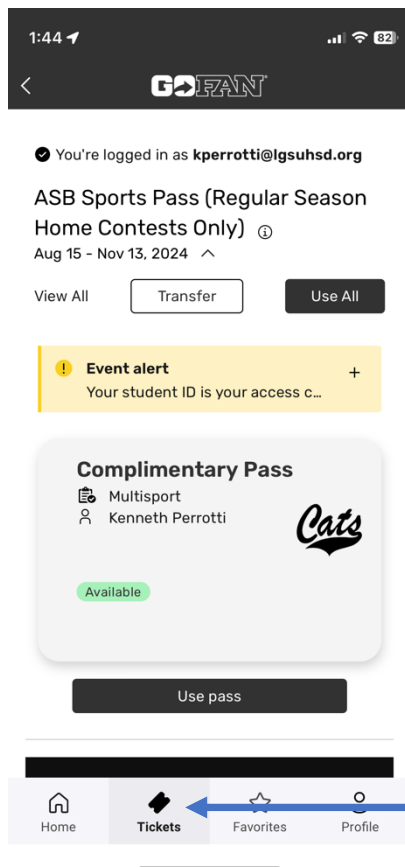 1:44
82
GOFAN
You're logged in as kperrotti@lgsuhsd.org
ASB Sports Pass (Regular Season
Home Contests Only)
Aug 15 - Nov 13, 2024
View All
Transfer
Use All
Event alert
Your student ID is your access c...
Complimentary Pass
Multisport
Kenneth Perrotti
Cats
Available
Use pass
Home
Tickets
Favorites
Profile